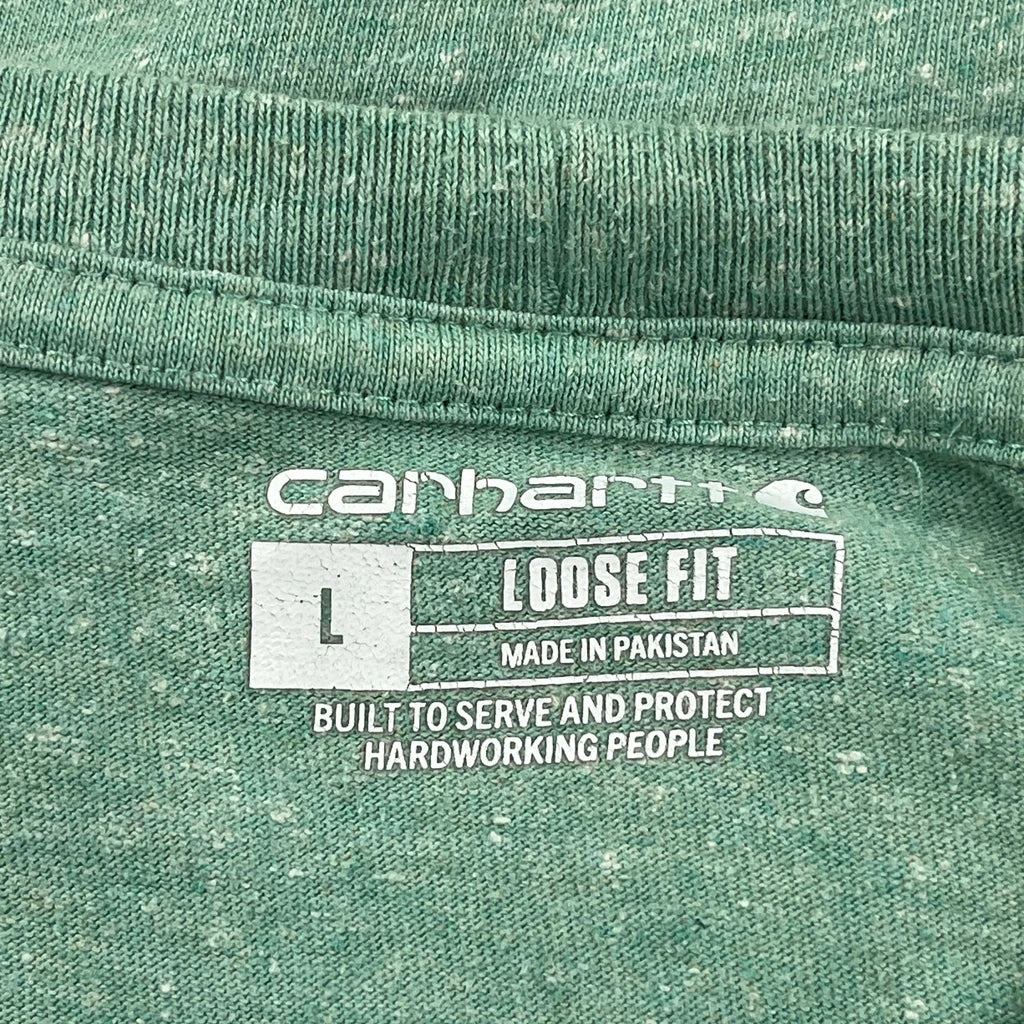 carhartt
L
LOOSE FIT
MADE IN PAKISTAN
BUILT TO SERVE AND PROTECT
HARDWORKING PEOPLE